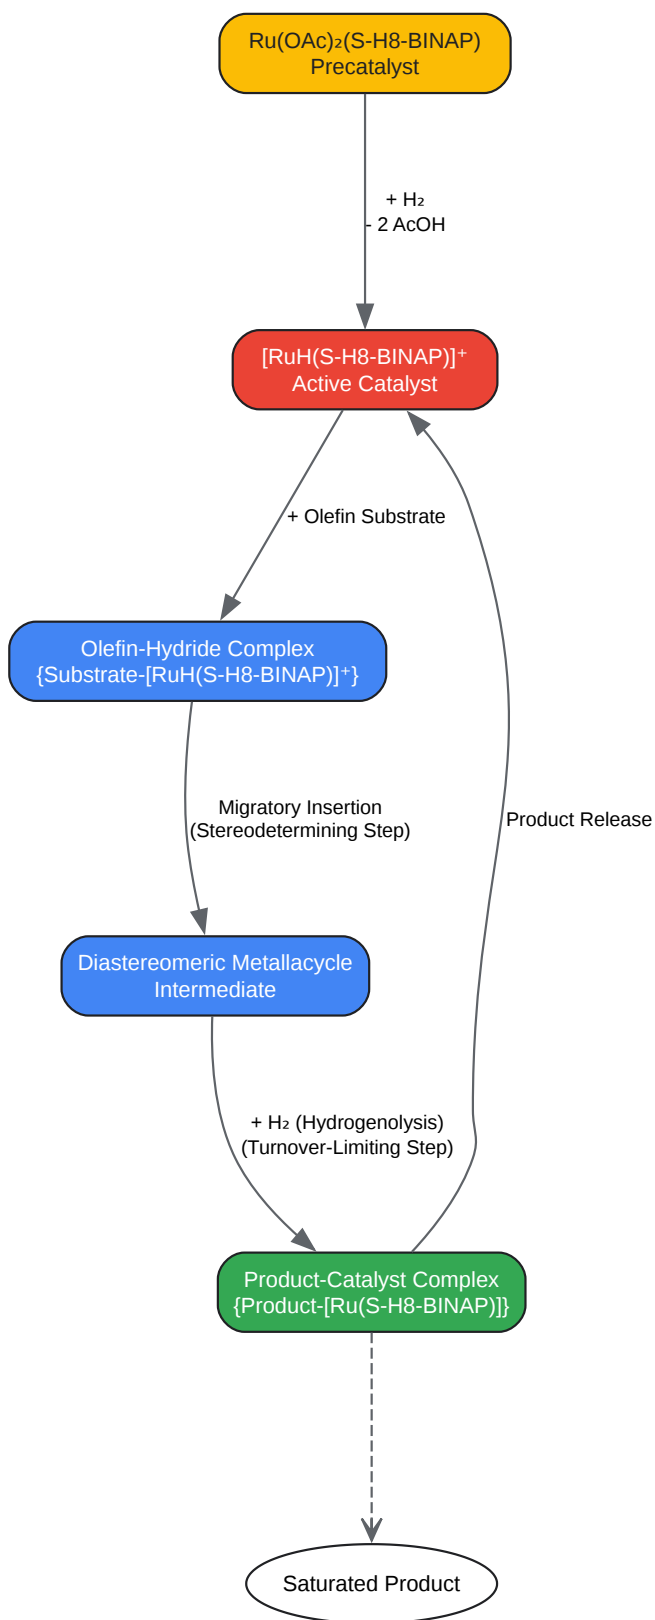 Ru(OAc)₂(S-H8-BINAP)
Precatalyst
+ H₂
- 2 AcOH
[RuH(S-H8-BINAP)]⁺
Active Catalyst
+ Olefin Substrate
Olefin-Hydride Complex
{Substrate-[RuH(S-H8-BINAP)]⁺}
Migratory Insertion
(Stereodetermining Step)
Product Release
Diastereomeric Metallacycle
Intermediate
+ H₂ (Hydrogenolysis)
(Turnover-Limiting Step)
Product-Catalyst Complex
{Product-[Ru(S-H8-BINAP)]}
Saturated Product